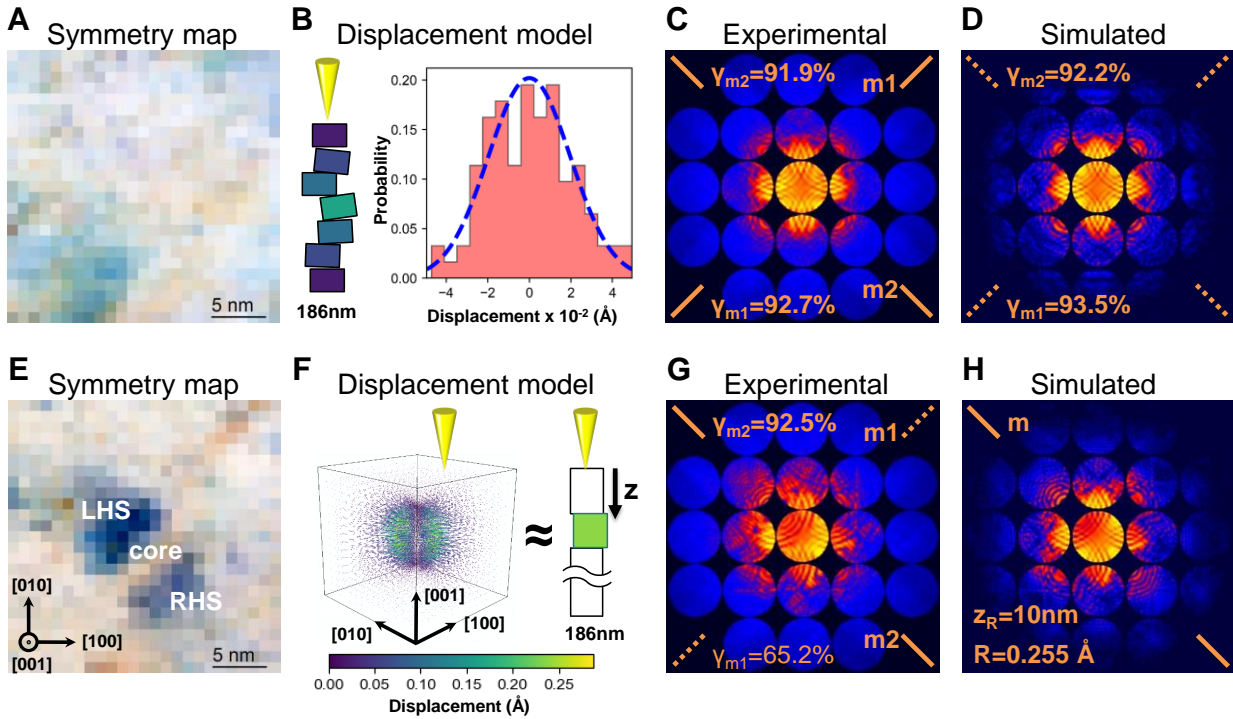 A
Symmetry map
5 nm
B
Displacement model
186nm
0.20
0.15
0.10
0.05
0.00
Probability
−4 −2 0 2 4
Displacement x 10⁻² (Å)
C
Experimental
γm2=91.9%
m1
γm1=92.7%
m2
D
Simulated
γm2=92.2%
γm1=93.5%
E
Symmetry map
LHS
core
RHS
[010]
[100]
[001]
5 nm
F
Displacement model
z
≈
[001]
[010]
[100]
186nm
0.00 0.05 0.10 0.15 0.20 0.25
Displacement (Å)
G
Experimental
γm2=92.5%
m1
γm1=65.2%
m2
H
Simulated
m
zR=10nm
R=0.255 Å